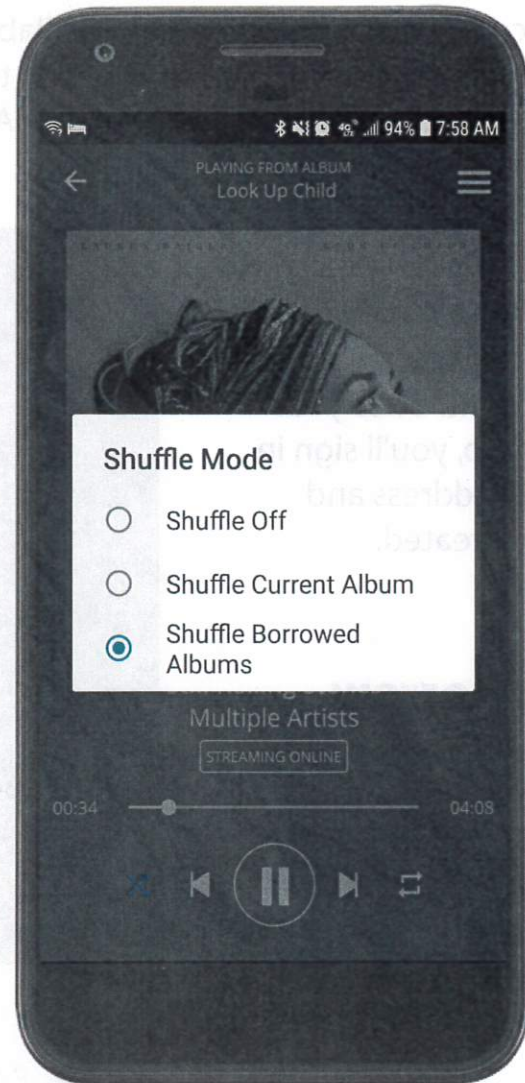 94% 7:58 AM
PLAYING FROM ALBUM
Look Up Child
Shuffle Mode
Shuffle Off
Shuffle Current Album
Shuffle Borrowed
Albums
Multiple Artists
STREAMING ONLINE
00:34 04:08